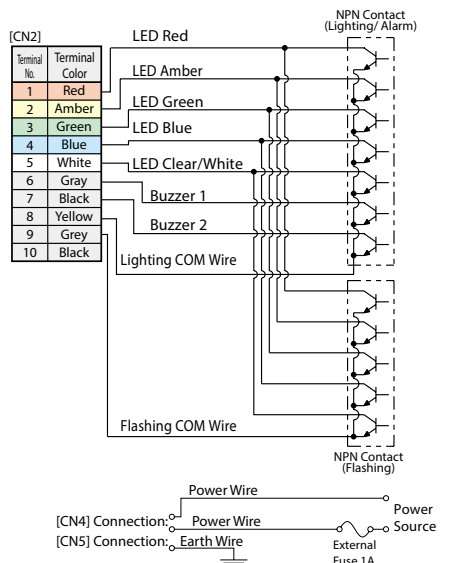 NPN Contact
(Lighting/ Alarm)
LED Red
[CN2]
Terminal No. Terminal Color
1 Red
2 Amber
3 Green
4 Blue
5 White
6 Gray
7 Black
8 Yellow
9 Grey
10 Black
LED Amber
LED Green
LED Blue
LED Clear/White
Buzzer 1
Buzzer 2
Lighting COM Wire
Flashing COM Wire
NPN Contact
(Flashing)
Power Wire
Power
Source
[CN4] Connection: Power Wire
[CN5] Connection: Earth Wire
External
Fuse 1A